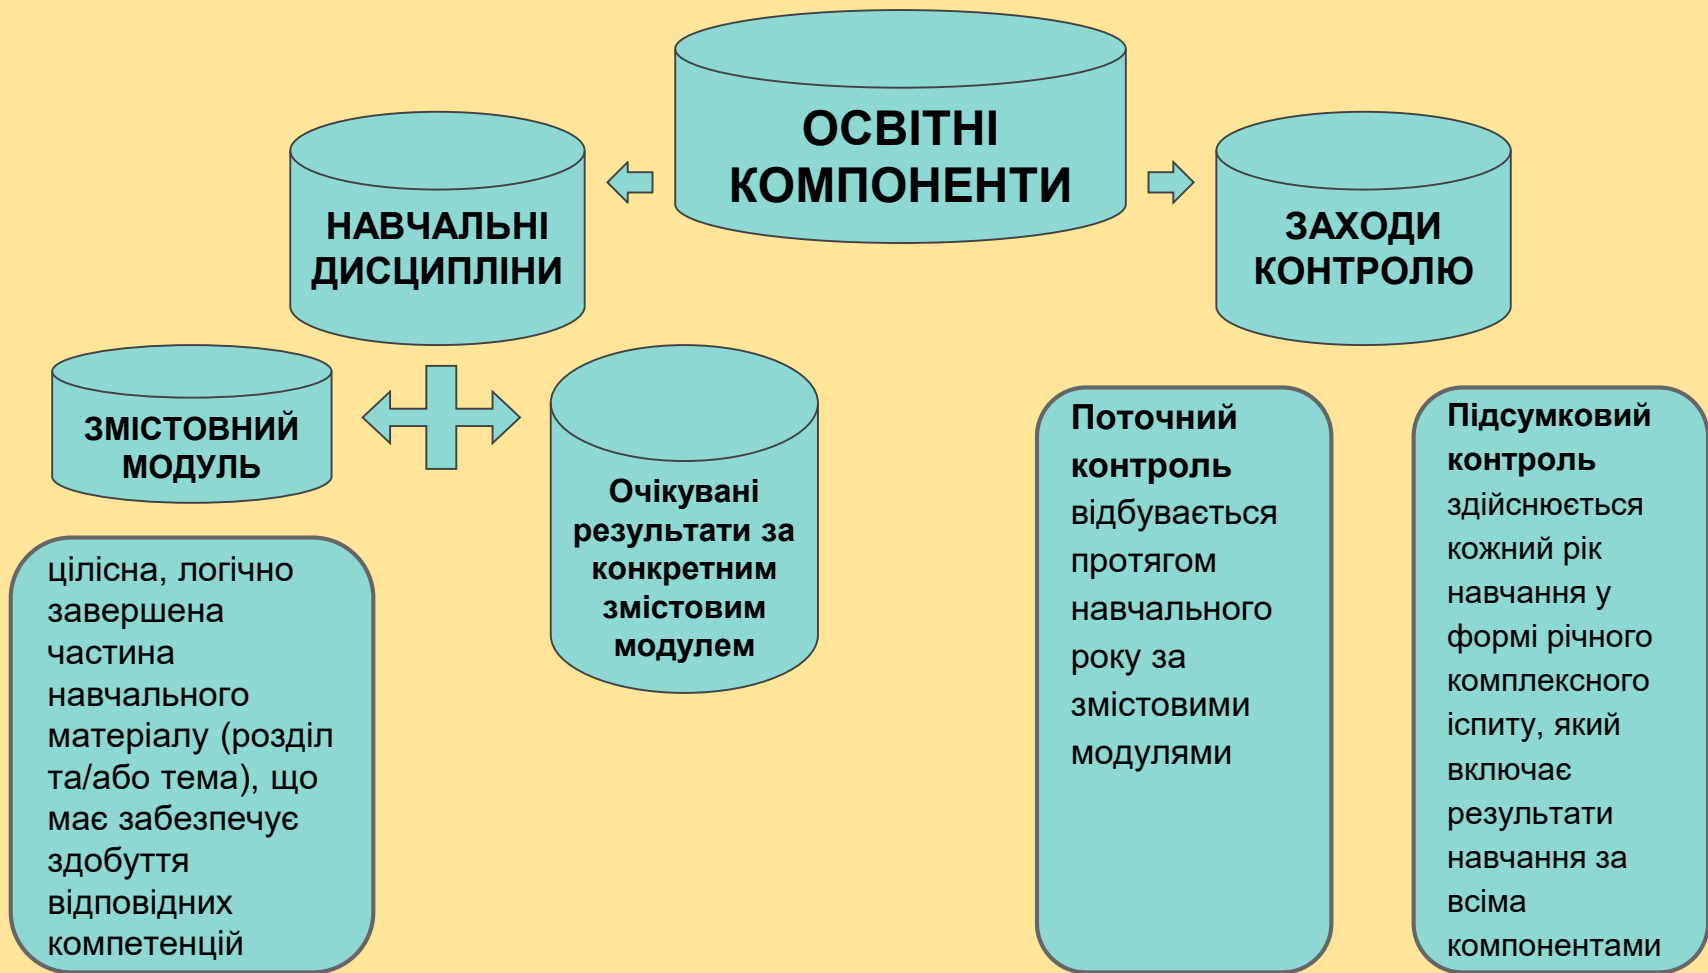 ОСВІТНІ
КОМПОНЕНТИ
НАВЧАЛЬНІ
ДИСЦИПЛІНИ
ЗАХОДИ
КОНТРОЛЮ
ЗМІСТОВНИЙ
МОДУЛЬ
Очікувані
результати за
конкретним
змістовим
модулем
цілісна, логічно
завершена
частина
навчального
матеріалу (розділ
та/або тема), що
має забезпечує
здобуття
відповідних
компетенцій
Поточний
контроль
відбувається
протягом
навчального
року за
змістовими
модулями
Підсумковий
контроль
здійснюється
кожний рік
навчання у
формі річного
комплексного
іспиту, який
включає
результати
навчання за
всіма
компонентами